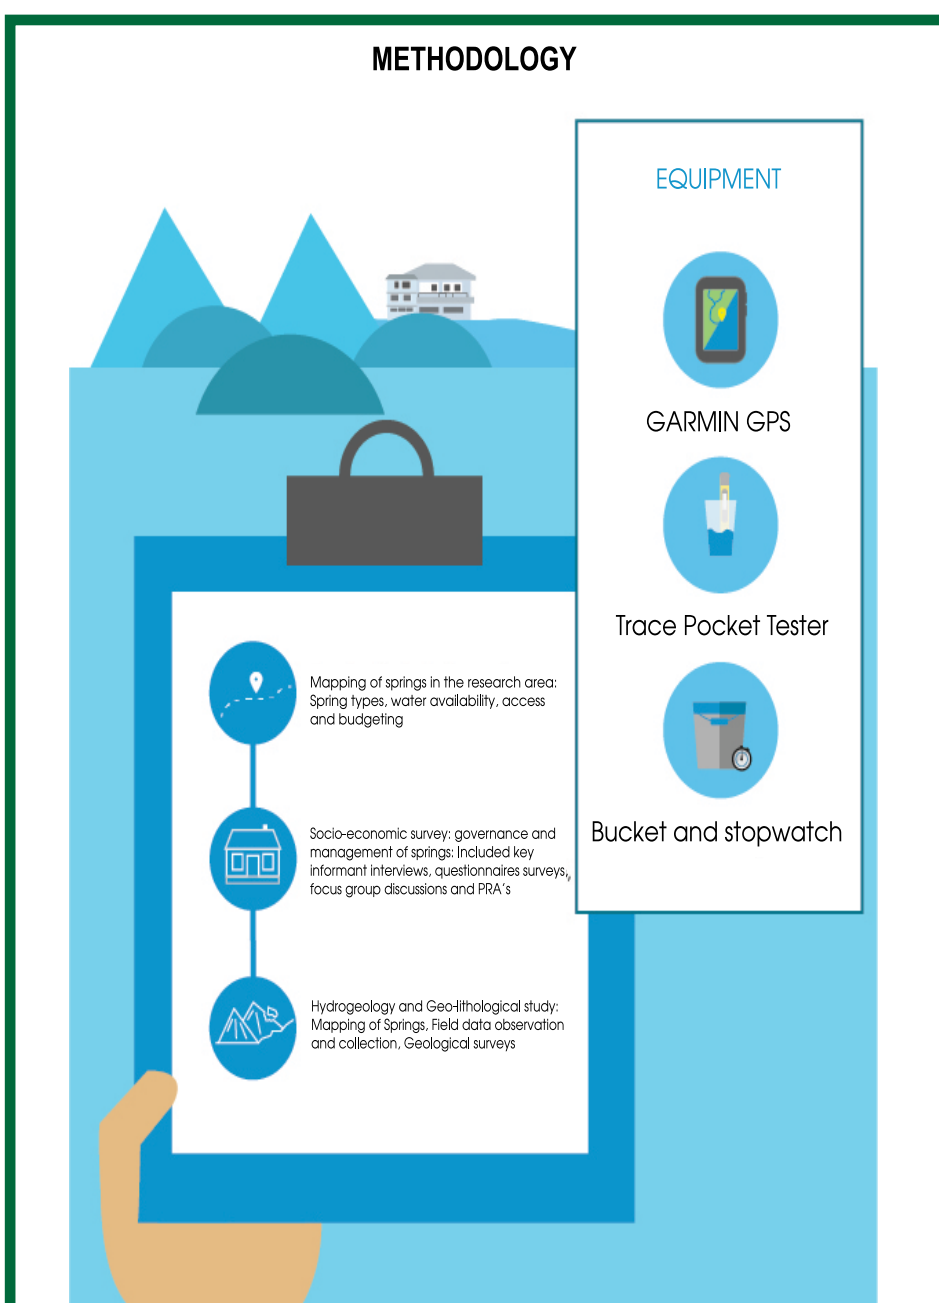 METHODOLOGY
EQUIPMENT
GARMIN GPS
Trace Pocket Tester
Bucket and stopwatch
Mapping of springs in the research area:
Spring types, water availability, access
and budgeting
Socio-economic survey: governance and
management of springs: Included key
informant interviews, questionnaires surveys,
focus group discussions and PRA's
Hydrogeology and Geo-lithological study:
Mapping of Springs, Field data observation
and collection, Geological surveys